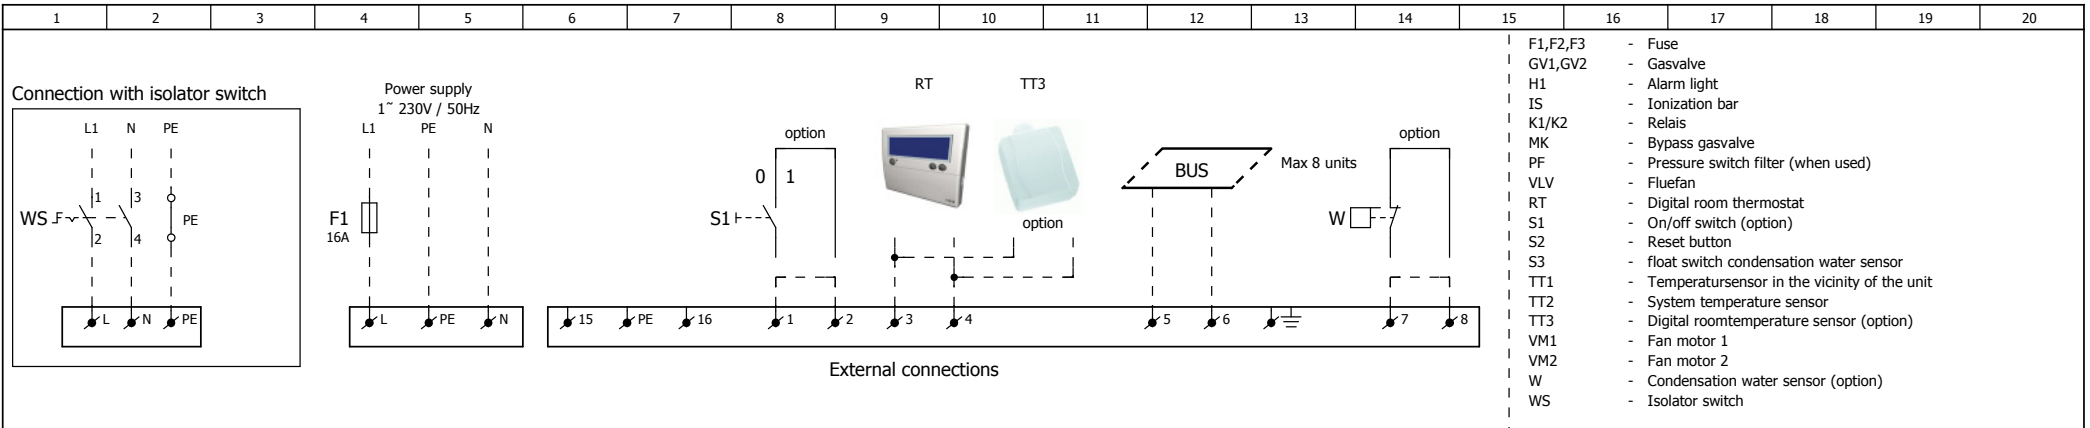 1 2 3 4 5 6 7 8 9 10 11 12 13 14 15 16 17 18 19 20
Connection with isolator switch
L1 N PE
1 3
WS PE
2 4
L N PE
Power supply
1~ 230V / 50Hz
L1 PE N
F1
16A
L PE N
option
0 1
S1
RT TT3
option
BUS Max 8 units
option
W
15 PE 16 1 2 3 4 5 6 7 8
External connections
F1,F2,F3 - Fuse
GV1,GV2 - Gasvalve
H1 - Alarm light
IS - Ionization bar
K1/K2 - Relais
MK - Bypass gasvalve
PF - Pressure switch filter (when used)
VLV - Fluefan
RT - Digital room thermostat
S1 - On/off switch (option)
S2 - Reset button
S3 - float switch condensation water sensor
TT1 - Temperatursensor in the vicinity of the unit
TT2 - System temperature sensor
TT3 - Digital roomtemperature sensor (option)
VM1 - Fan motor 1
VM2 - Fan motor 2
W - Condensation water sensor (option)
WS - Isolator switch